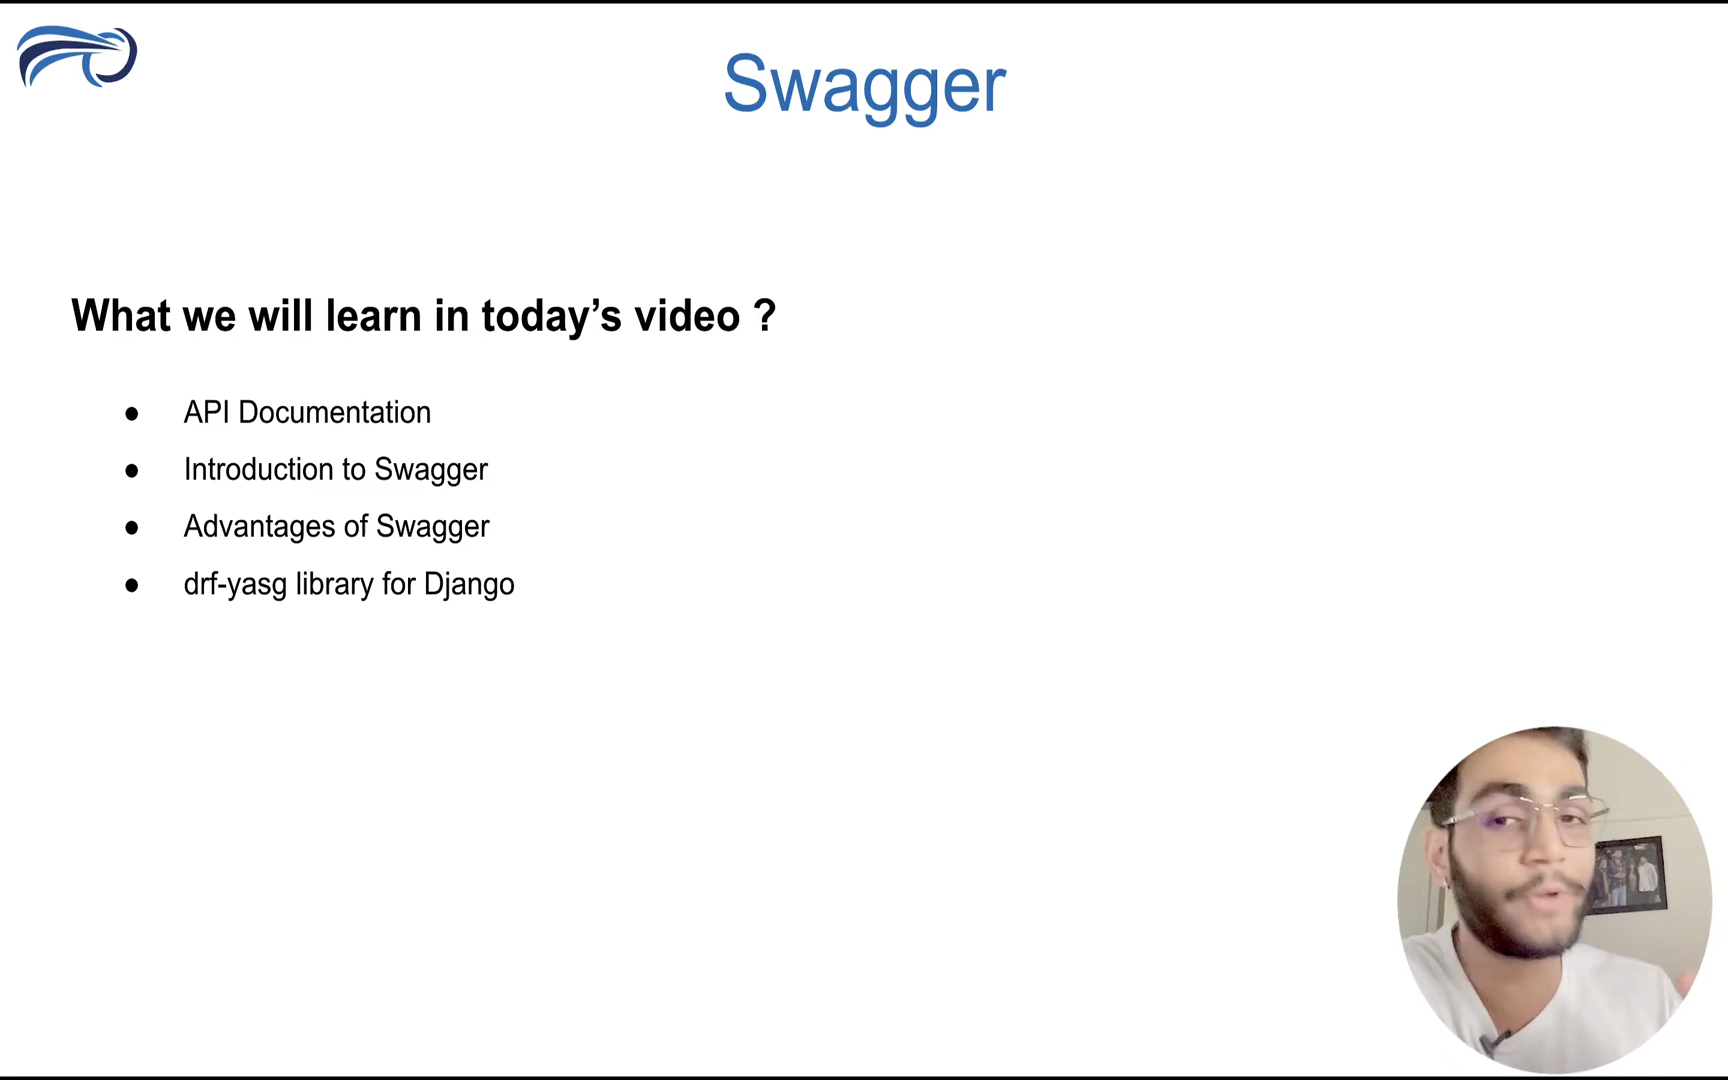 Swagger
What we will learn in today’s video ?
● API Documentation
● Introduction to Swagger
● Advantages of Swagger
● drf-yasg library for Django